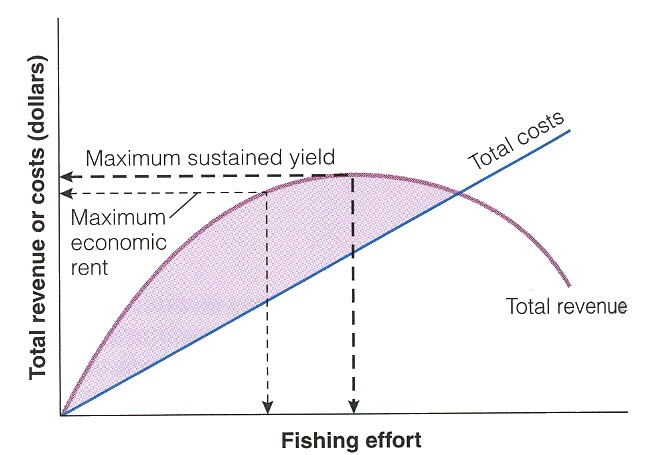 Total revenue or costs (dollars)
Total costs
Maximum sustained yield
Maximum
economic
rent
Total revenue
Fishing effort